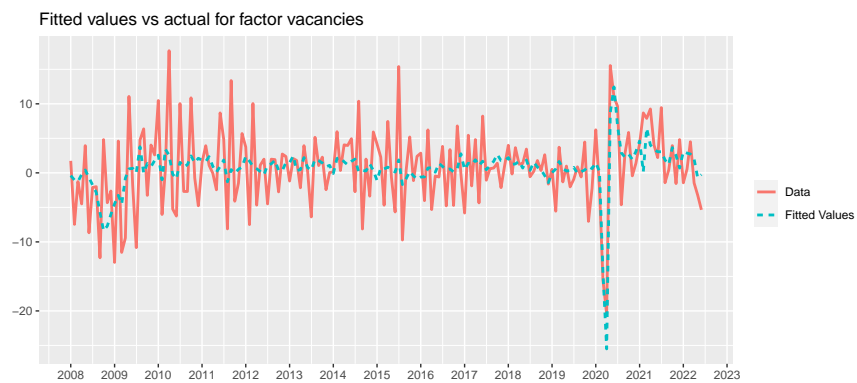 Fitted values vs actual for factor vacancies
10
0
−10
−20
2008 2009 2010 2011 2012 2013 2014 2015 2016 2017 2018 2019 2020 2021 2022 2023
Data
Fitted Values